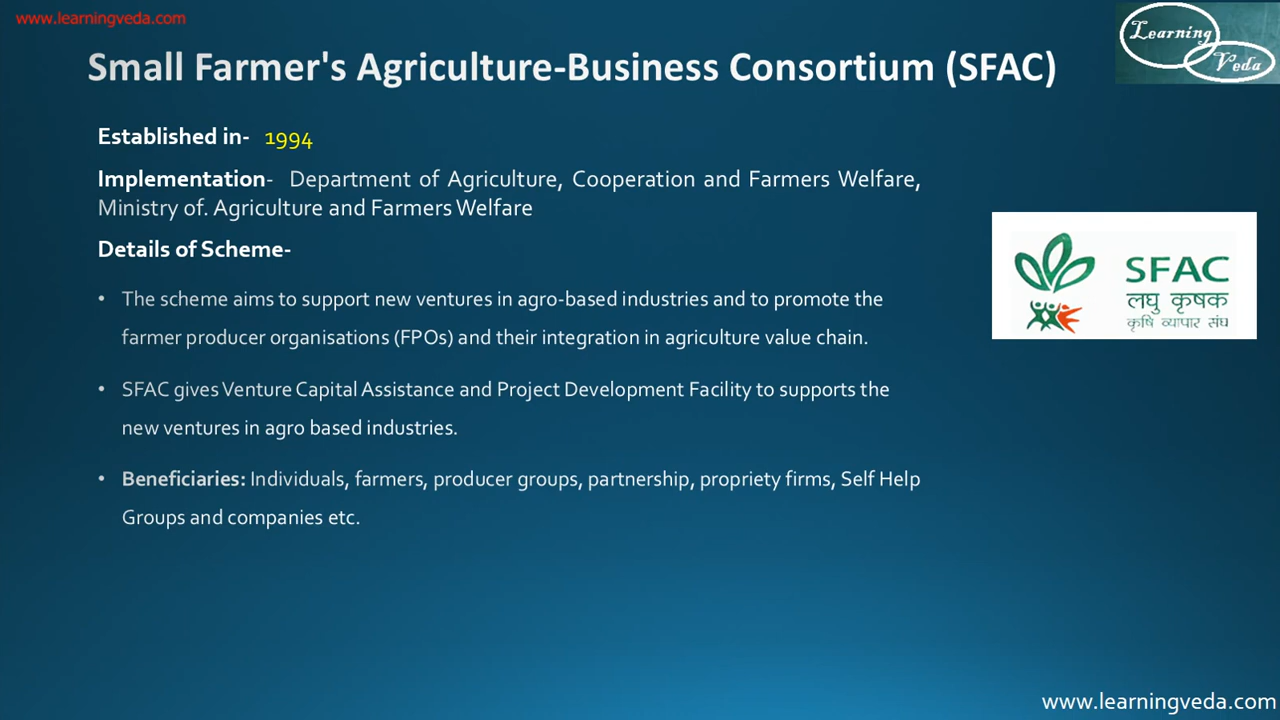 www.learningveda.com
Learning
Veda
Small Farmer's Agriculture-Business Consortium (SFAC)
Established in- 1994
Implementation- Department of Agriculture, Cooperation and Farmers Welfare,
Ministry of. Agriculture and Farmers Welfare
Details of Scheme-
• The scheme aims to support new ventures in agro-based industries and to promote the
farmer producer organisations (FPOs) and their integration in agriculture value chain.
• SFAC gives Venture Capital Assistance and Project Development Facility to supports the
new ventures in agro based industries.
• Beneficiaries: Individuals, farmers, producer groups, partnership, propriety firms, Self Help
Groups and companies etc.
SFAC
लघु कृषक
कृषि व्यापार संघ
www.learningveda.com